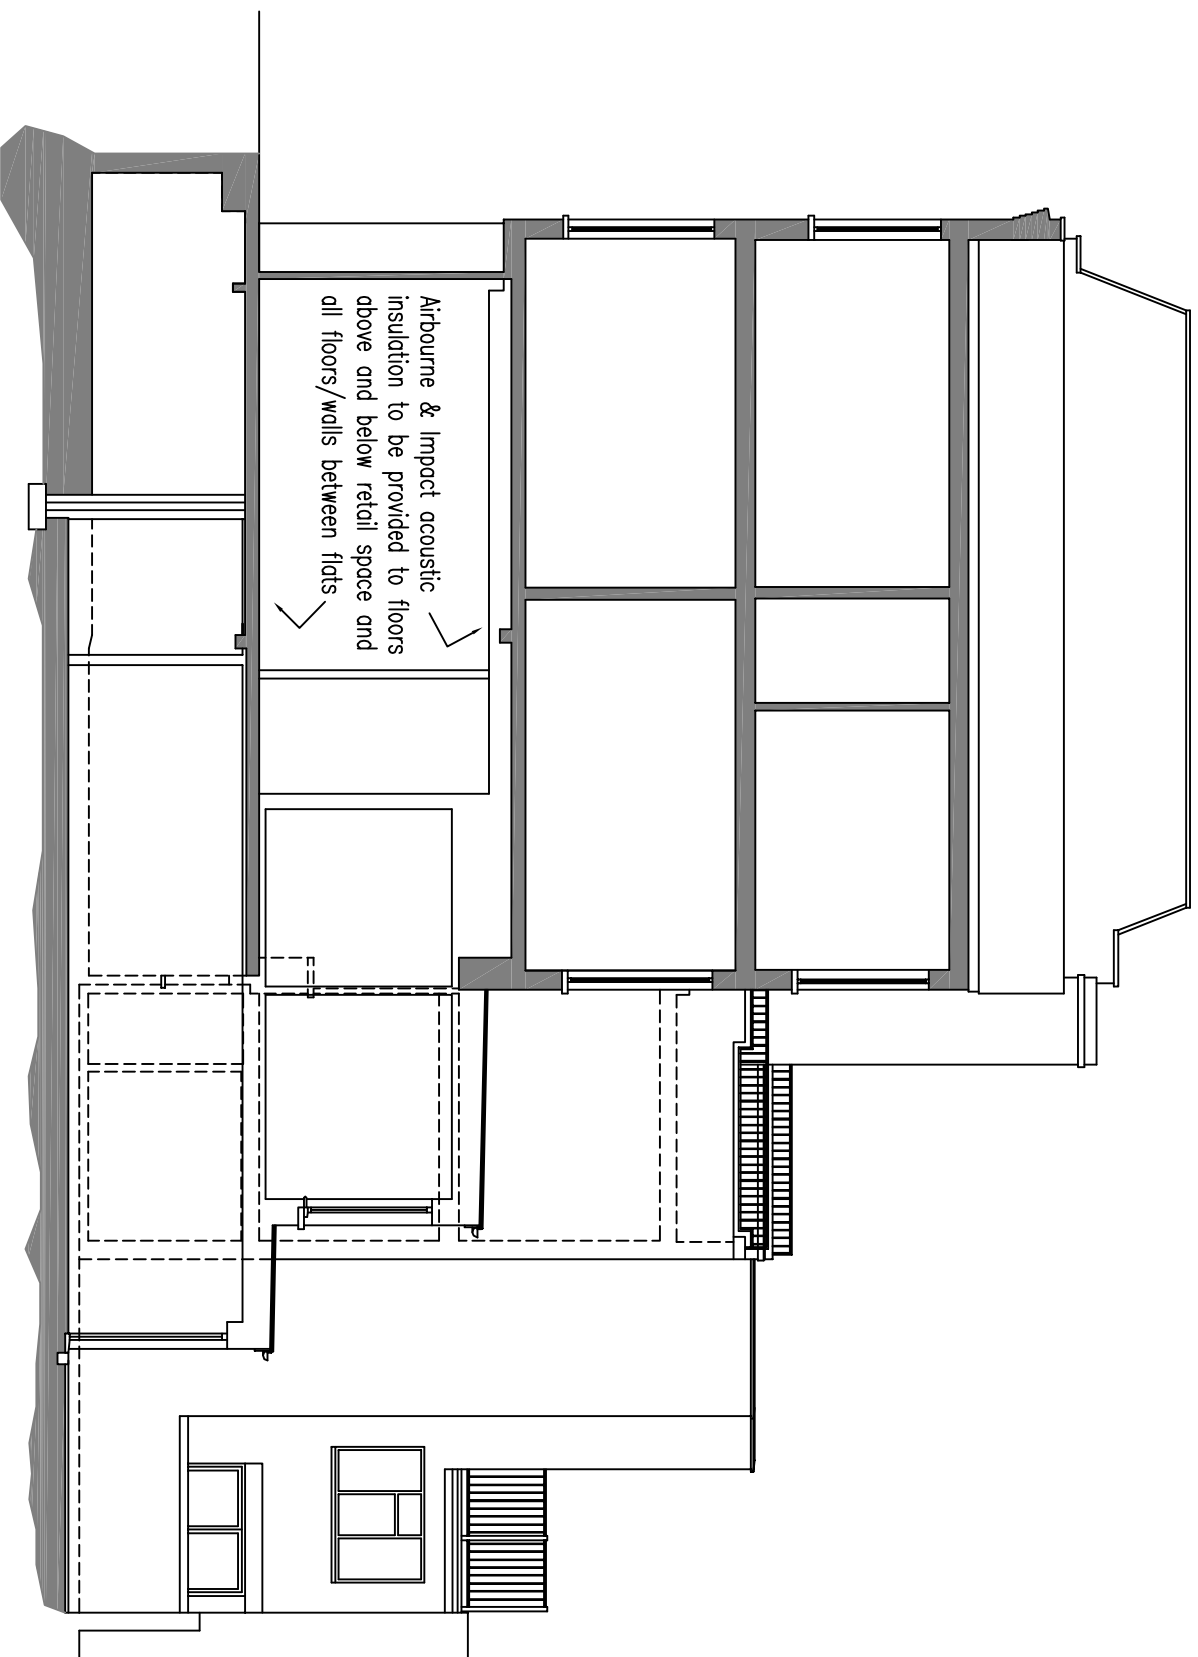 Airbourne & Impact acoustic
insulation to be provided to floors
above and below retail space and
all floors/walls between flats